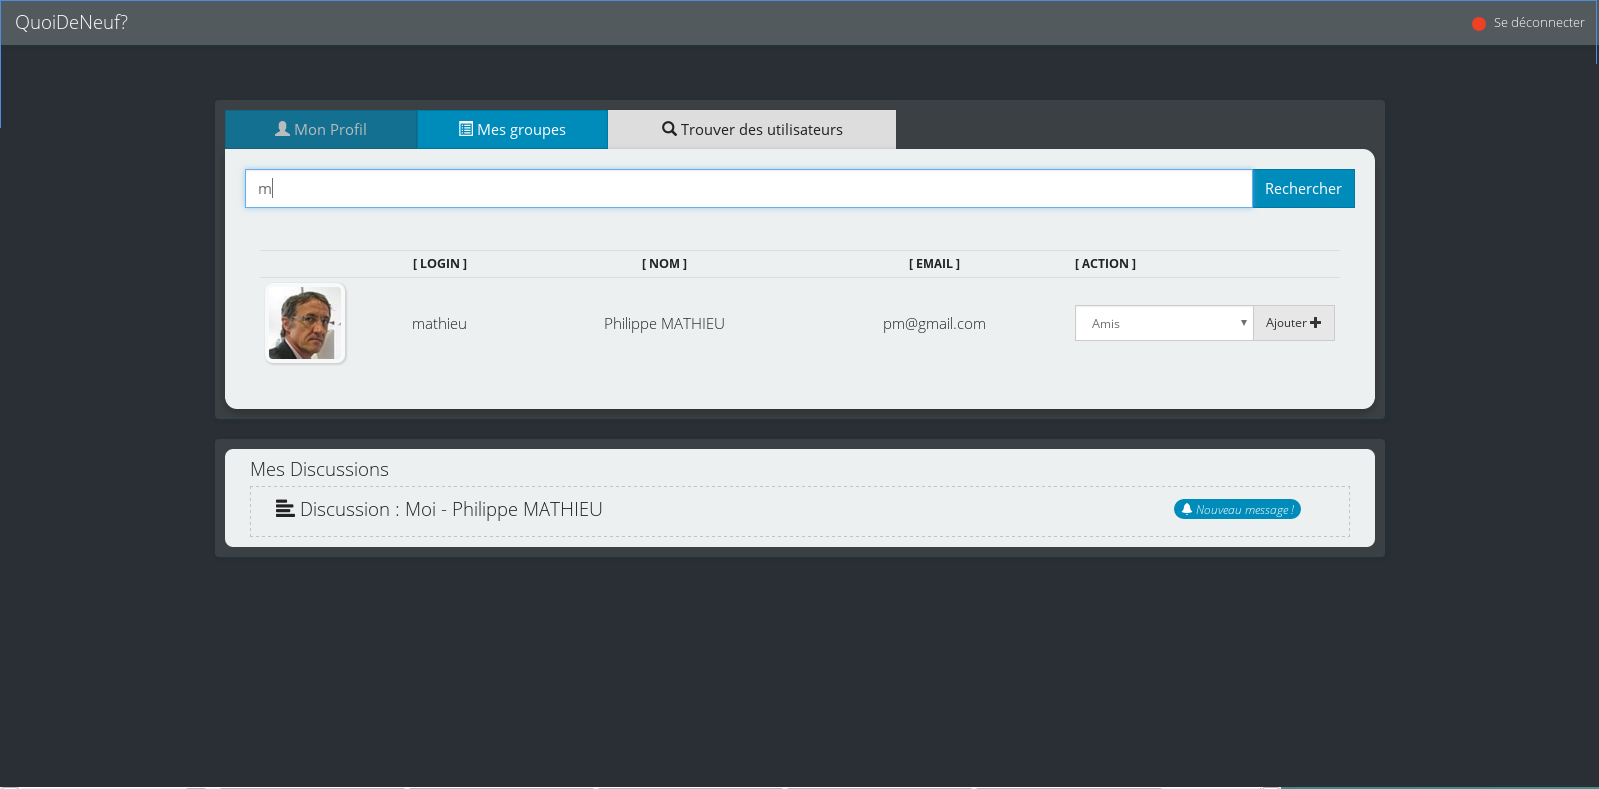 QuoiDeNeuf?
Se déconnecter
Mon Profil
Mes groupes
Trouver des utilisateurs
m
Rechercher
[ LOGIN ] [ NOM ] [ EMAIL ] [ ACTION ]
mathieu Philippe MATHIEU pm@gmail.com Amis Ajouter
Mes Discussions
Discussion : Moi - Philippe MATHIEU
Nouveau message !